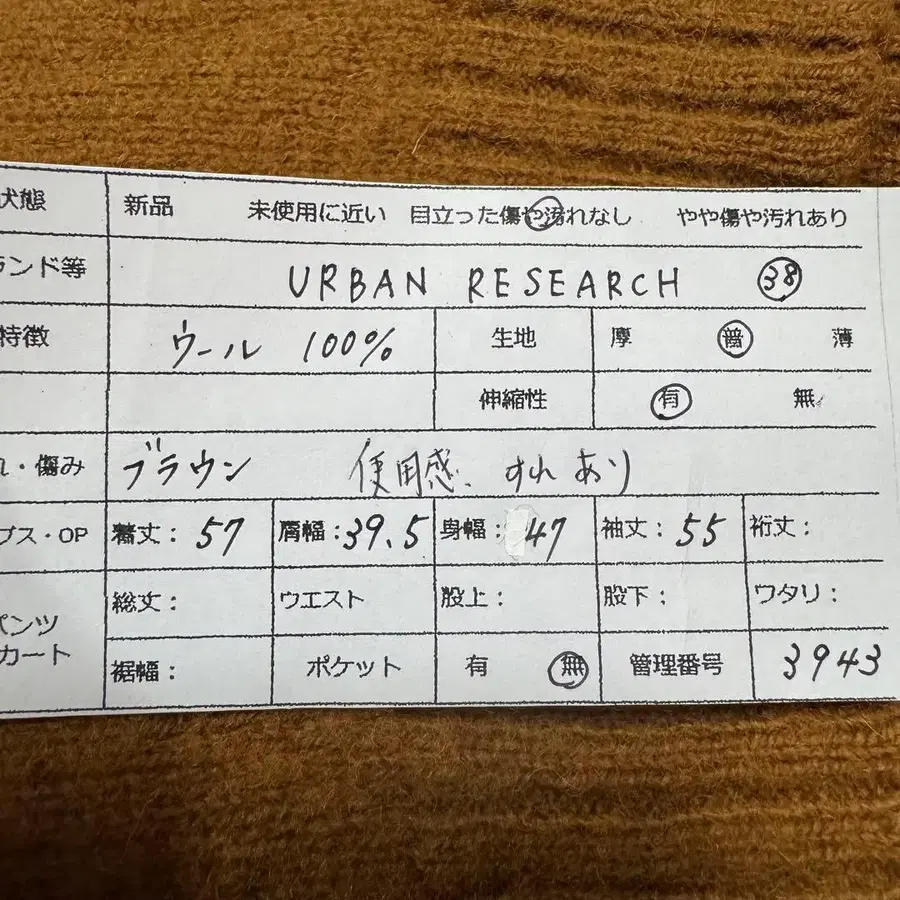 状態 新品 未使用に近い 目立った傷や汚れなし やや傷や汚れあり
ランド等 URBAN RESEARCH 38
特徴 ウール 100% 生地 厚 普 薄
伸縮性 有 無
れ・傷み ブラウン 使用感、すれあり
プス・OP 着丈: 57 肩幅: 39.5 身幅: 47 袖丈: 55 裄丈:
パンツ 総丈: ウエスト 股上: 股下: ワタリ:
カート 裾幅: ポケット 有 無 管理番号 3943